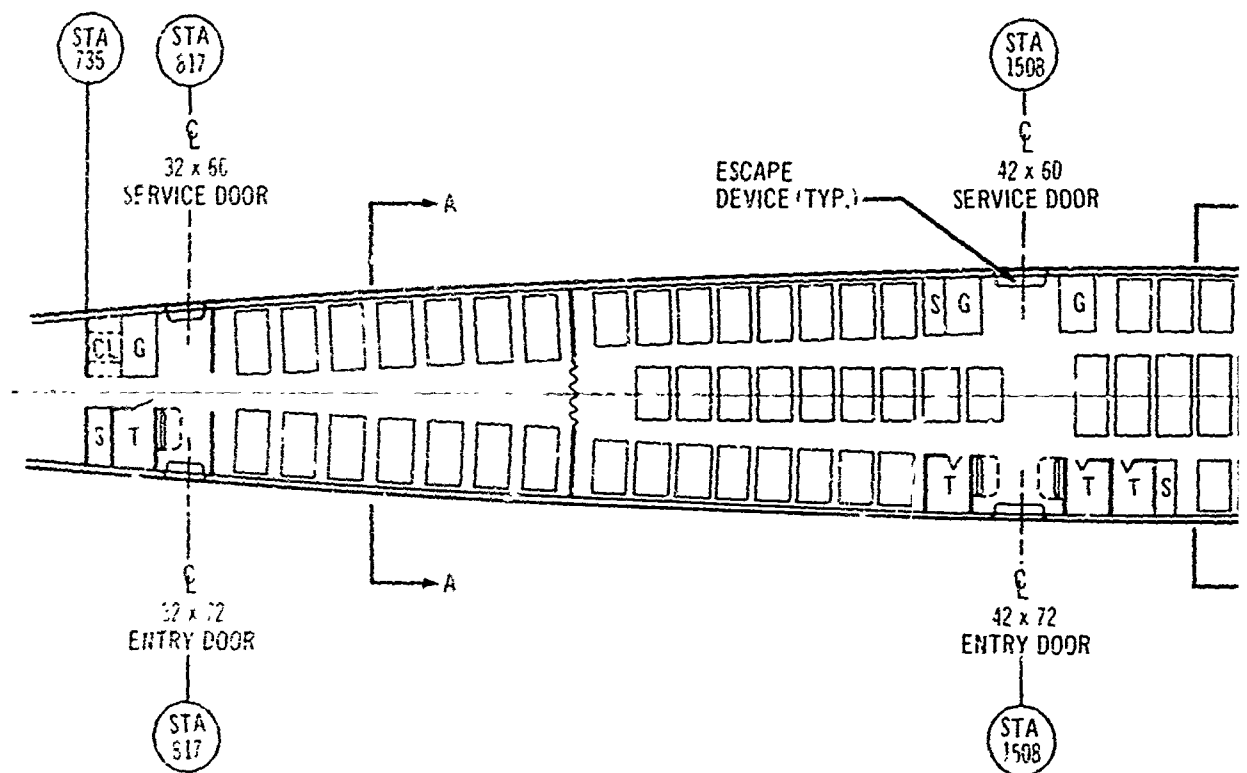 STA
735
STA
817
STA
1508
℄
32 x 60
SERVICE DOOR
℄
42 x 60
SERVICE DOOR
ESCAPE
DEVICE (TYP.)
A
CL
G
S
G
G
S
T
T
T
T
S
A
℄
32 x 72
ENTRY DOOR
℄
42 x 72
ENTRY DOOR
STA
817
STA
1508